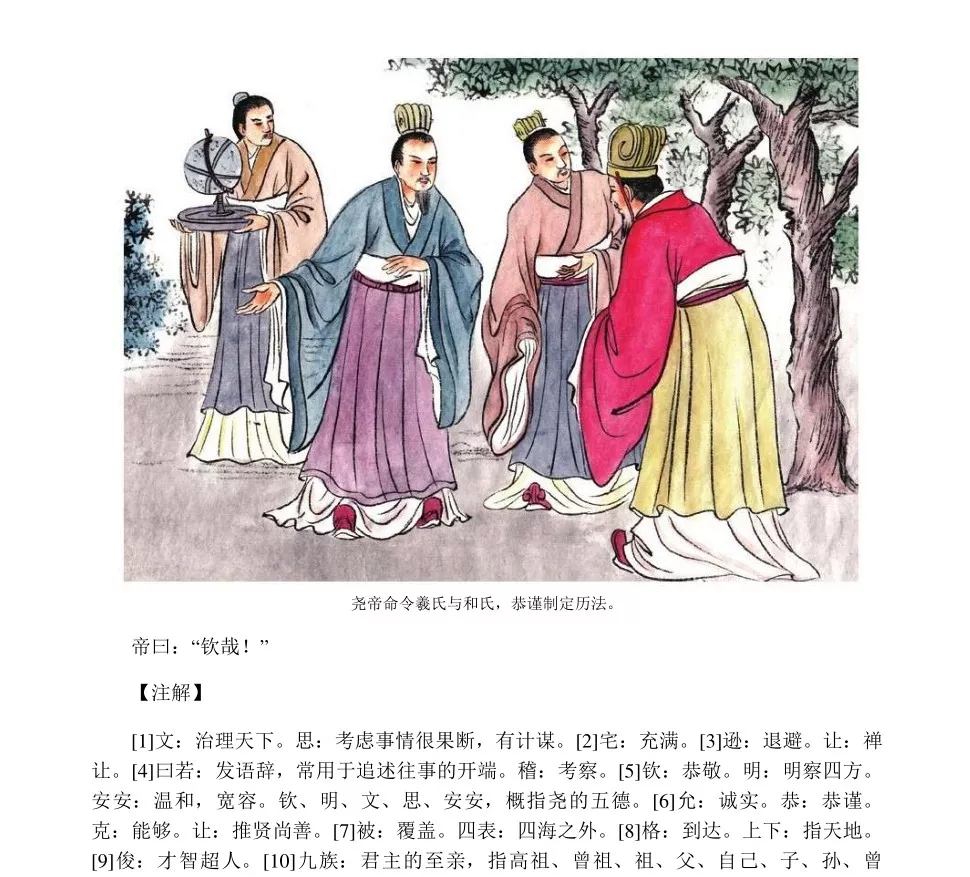 尧帝命令羲氏与和氏，恭谨制定历法。
帝曰：“钦哉！”
【注解】
[1]文：治理天下。思：考虑事情很果断，有计谋。[2]宅：充满。[3]逊：退避。让：禅
让。[4]曰若：发语辞，常用于追述往事的开端。稽：考察。[5]钦：恭敬。明：明察四方。
安安：温和，宽容。钦、明、文、思、安安，概指尧的五德。[6]允：诚实。恭：恭谨。
克：能够。让：推贤尚善。[7]被：覆盖。四表：四海之外。[8]格：到达。上下：指天地。
[9]俊：才智超人。[10]九族：君主的至亲，指高祖、曾祖、祖、父、自己、子、孙、曾